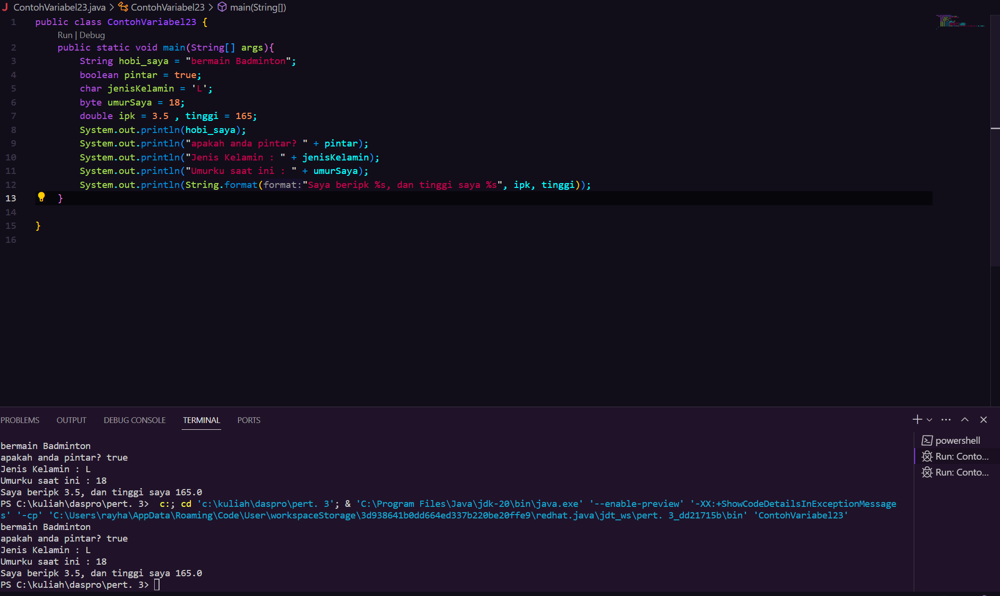 ContohVariabel23.java > ContohVariabel23 > main(String[])
1 public class ContohVariabel23 {
Run | Debug
2 public static void main(String[] args){
3 String hobi_saya = "bermain Badminton";
4 boolean pintar = true;
5 char jenisKelamin = 'L';
6 byte umurSaya = 18;
7 double ipk = 3.5 , tinggi = 165;
8 System.out.println(hobi_saya);
9 System.out.println("apakah anda pintar? " + pintar);
10 System.out.println("Jenis Kelamin : " + jenisKelamin);
11 System.out.println("Umurku saat ini : " + umurSaya);
12 System.out.println(String.format(format:"Saya beripk %s, dan tinggi saya %s", ipk, tinggi));
13 }
14
15 }
16
PROBLEMS OUTPUT DEBUG CONSOLE TERMINAL PORTS
bermain Badminton
apakah anda pintar? true
Jenis Kelamin : L
Umurku saat ini : 18
Saya beripk 3.5, dan tinggi saya 165.0
PS C:\kuliah\daspro\pert. 3>  c:; cd 'c:\kuliah\daspro\pert. 3'; & 'C:\Program Files\Java\jdk-20\bin\java.exe' '--enable-preview' '-XX:+ShowCodeDetailsInExceptionMessage
s' '-cp' 'C:\Users\rayha\AppData\Roaming\Code\User\workspaceStorage\3d938641b0dd664ed337b220be20ffe9\redhat.java\jdt_ws\pert. 3_dd21715b\bin' 'ContohVariabel23'
bermain Badminton
apakah anda pintar? true
Jenis Kelamin : L
Umurku saat ini : 18
Saya beripk 3.5, dan tinggi saya 165.0
PS C:\kuliah\daspro\pert. 3>
powershell
Run: Conto...
Run: Conto...